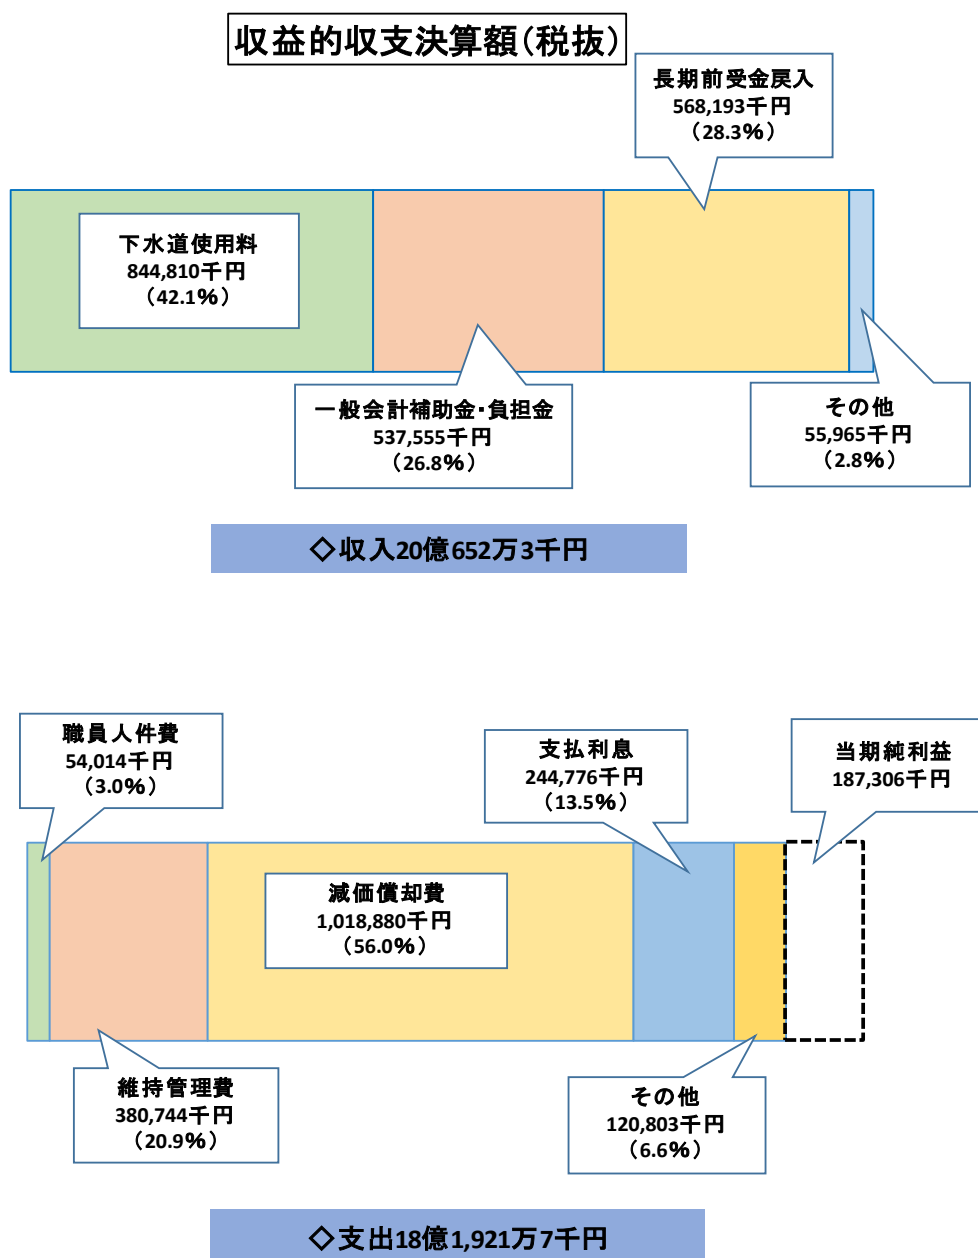 収益的収支決算額（税抜）
長期前受金戻入
568,193千円
（28.3%）
下水道使用料
844,810千円
（42.1%）
一般会計補助金・負担金
537,555千円
（26.8%）
その他
55,965千円
（2.8%）
◇収入20億652万3千円
職員人件費
54,014千円
（3.0%）
支払利息
244,776千円
（13.5%）
当期純利益
187,306千円
減価償却費
1,018,880千円
（56.0%）
維持管理費
380,744千円
（20.9%）
その他
120,803千円
（6.6%）
◇支出18億1,921万7千円